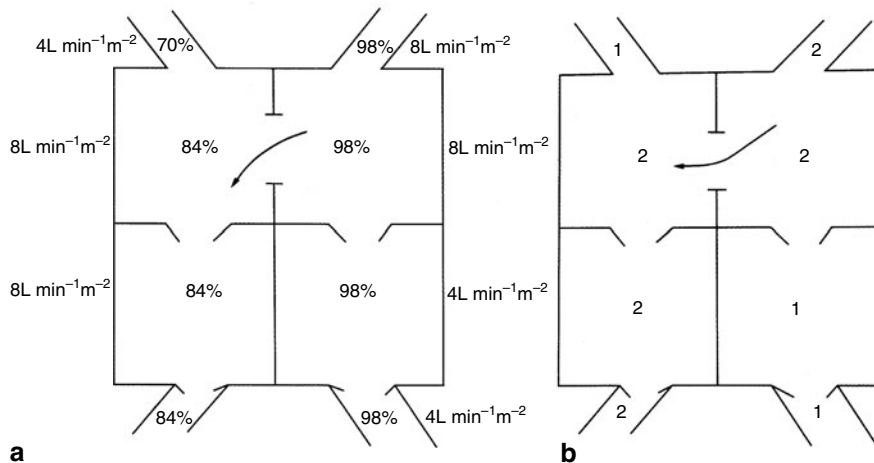 4L min⁻¹m⁻² 70% 98% 8L min⁻¹m⁻²
8L min⁻¹m⁻² 84% 98% 8L min⁻¹m⁻²
8L min⁻¹m⁻² 84% 98% 4L min⁻¹m⁻²
84% 98% 4L min⁻¹m⁻²
a
1 2
2 2
2 1
2 1
b